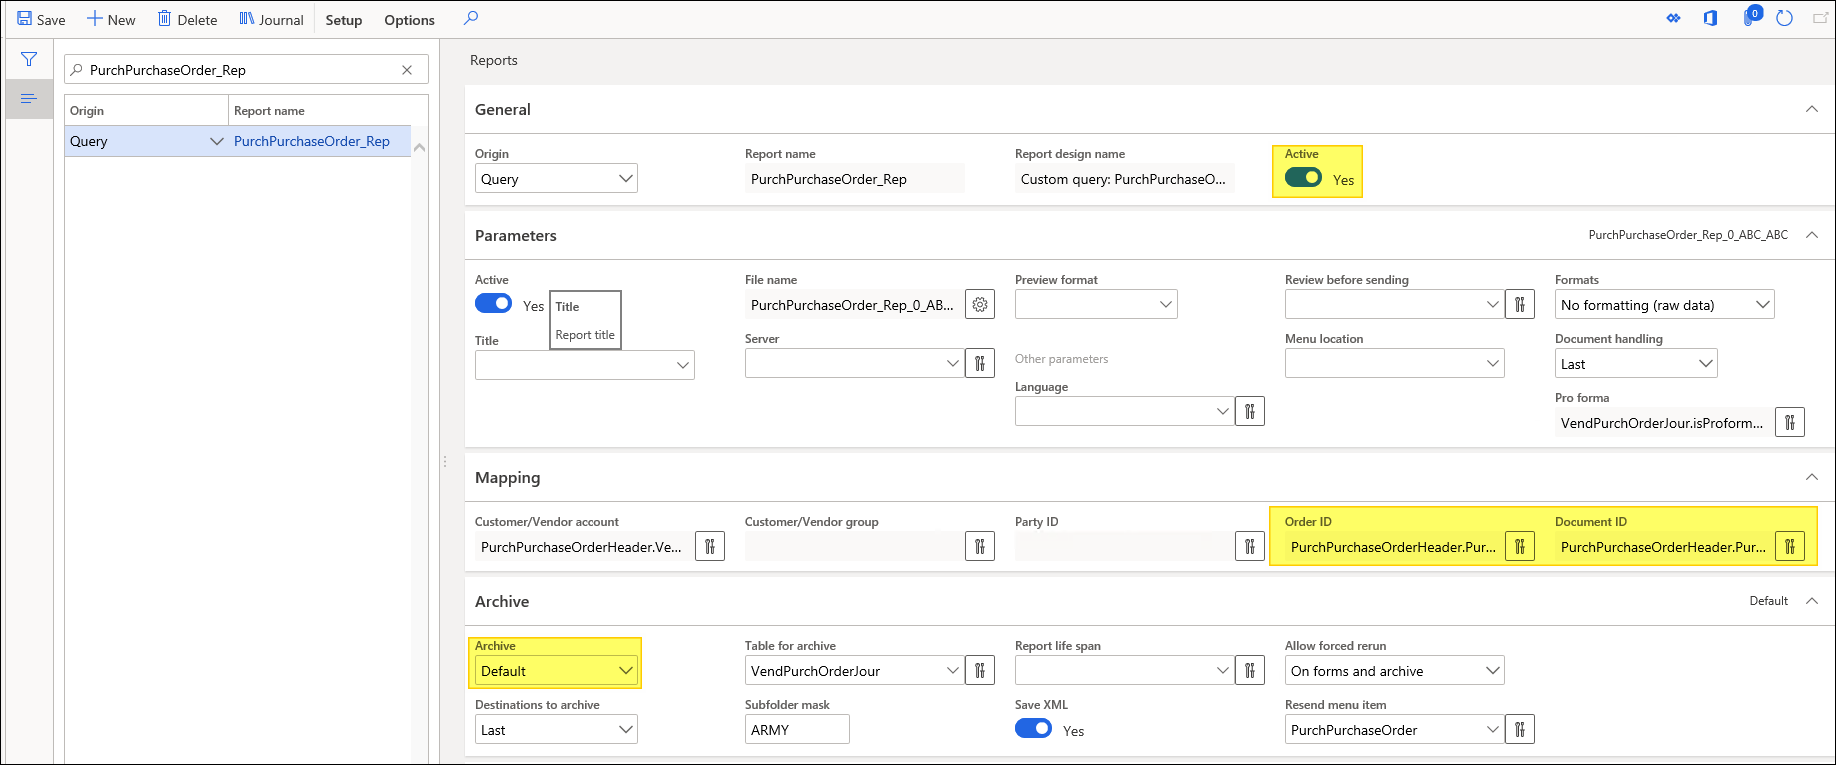 Save New Delete Journal Setup Options 0
PurchPurchaseOrder_Rep
Origin Report name
Query PurchPurchaseOrder_Rep
Reports
General
Origin Report name Report design name Active
Query PurchPurchaseOrder_Rep Custom query: PurchPurchaseO... Yes
Parameters PurchPurchaseOrder_Rep_0_ABC_ABC
Active File name Preview format Review before sending Formats
Yes PurchPurchaseOrder_Rep_0_AB... No formatting (raw data)
Title
Report title
Title Server Menu location Document handling
Last
Other parameters
Language Pro forma
VendPurchOrderJour.isProform...
Mapping
Customer/Vendor account Customer/Vendor group Party ID Order ID Document ID
PurchPurchaseOrderHeader.Ve... PurchPurchaseOrderHeader.Pur... PurchPurchaseOrderHeader.Pur...
Archive Default
Archive Table for archive Report life span Allow forced rerun
Default VendPurchOrderJour On forms and archive
Destinations to archive Subfolder mask Save XML Resend menu item
Last ARMY Yes PurchPurchaseOrder